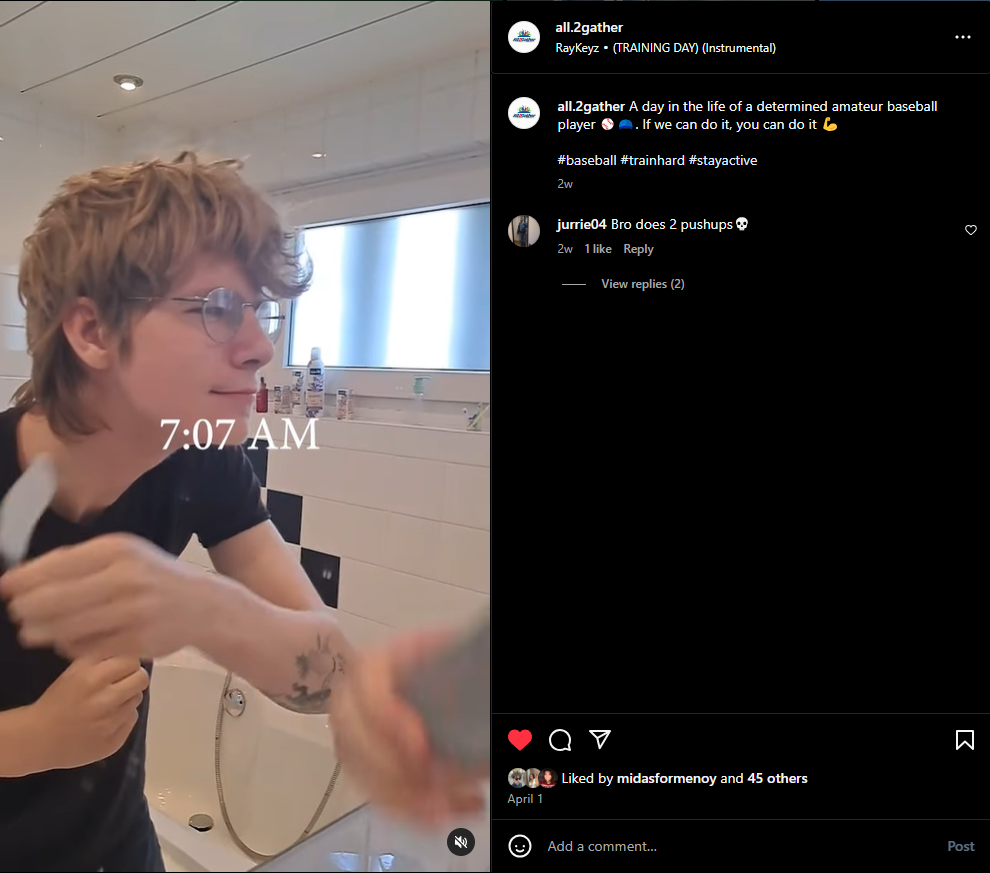 7:07 AM
all.2gather
RayKeyz • (TRAINING DAY) (Instrumental)
all.2gather A day in the life of a determined amateur baseball
player ⚾ 🧢. If we can do it, you can do it 💪
#baseball #trainhard #stayactive
2w
jurrie04 Bro does 2 pushups💀
2w 1 like Reply
View replies (2)
Liked by midasformenoy and 45 others
April 1
Add a comment...
Post